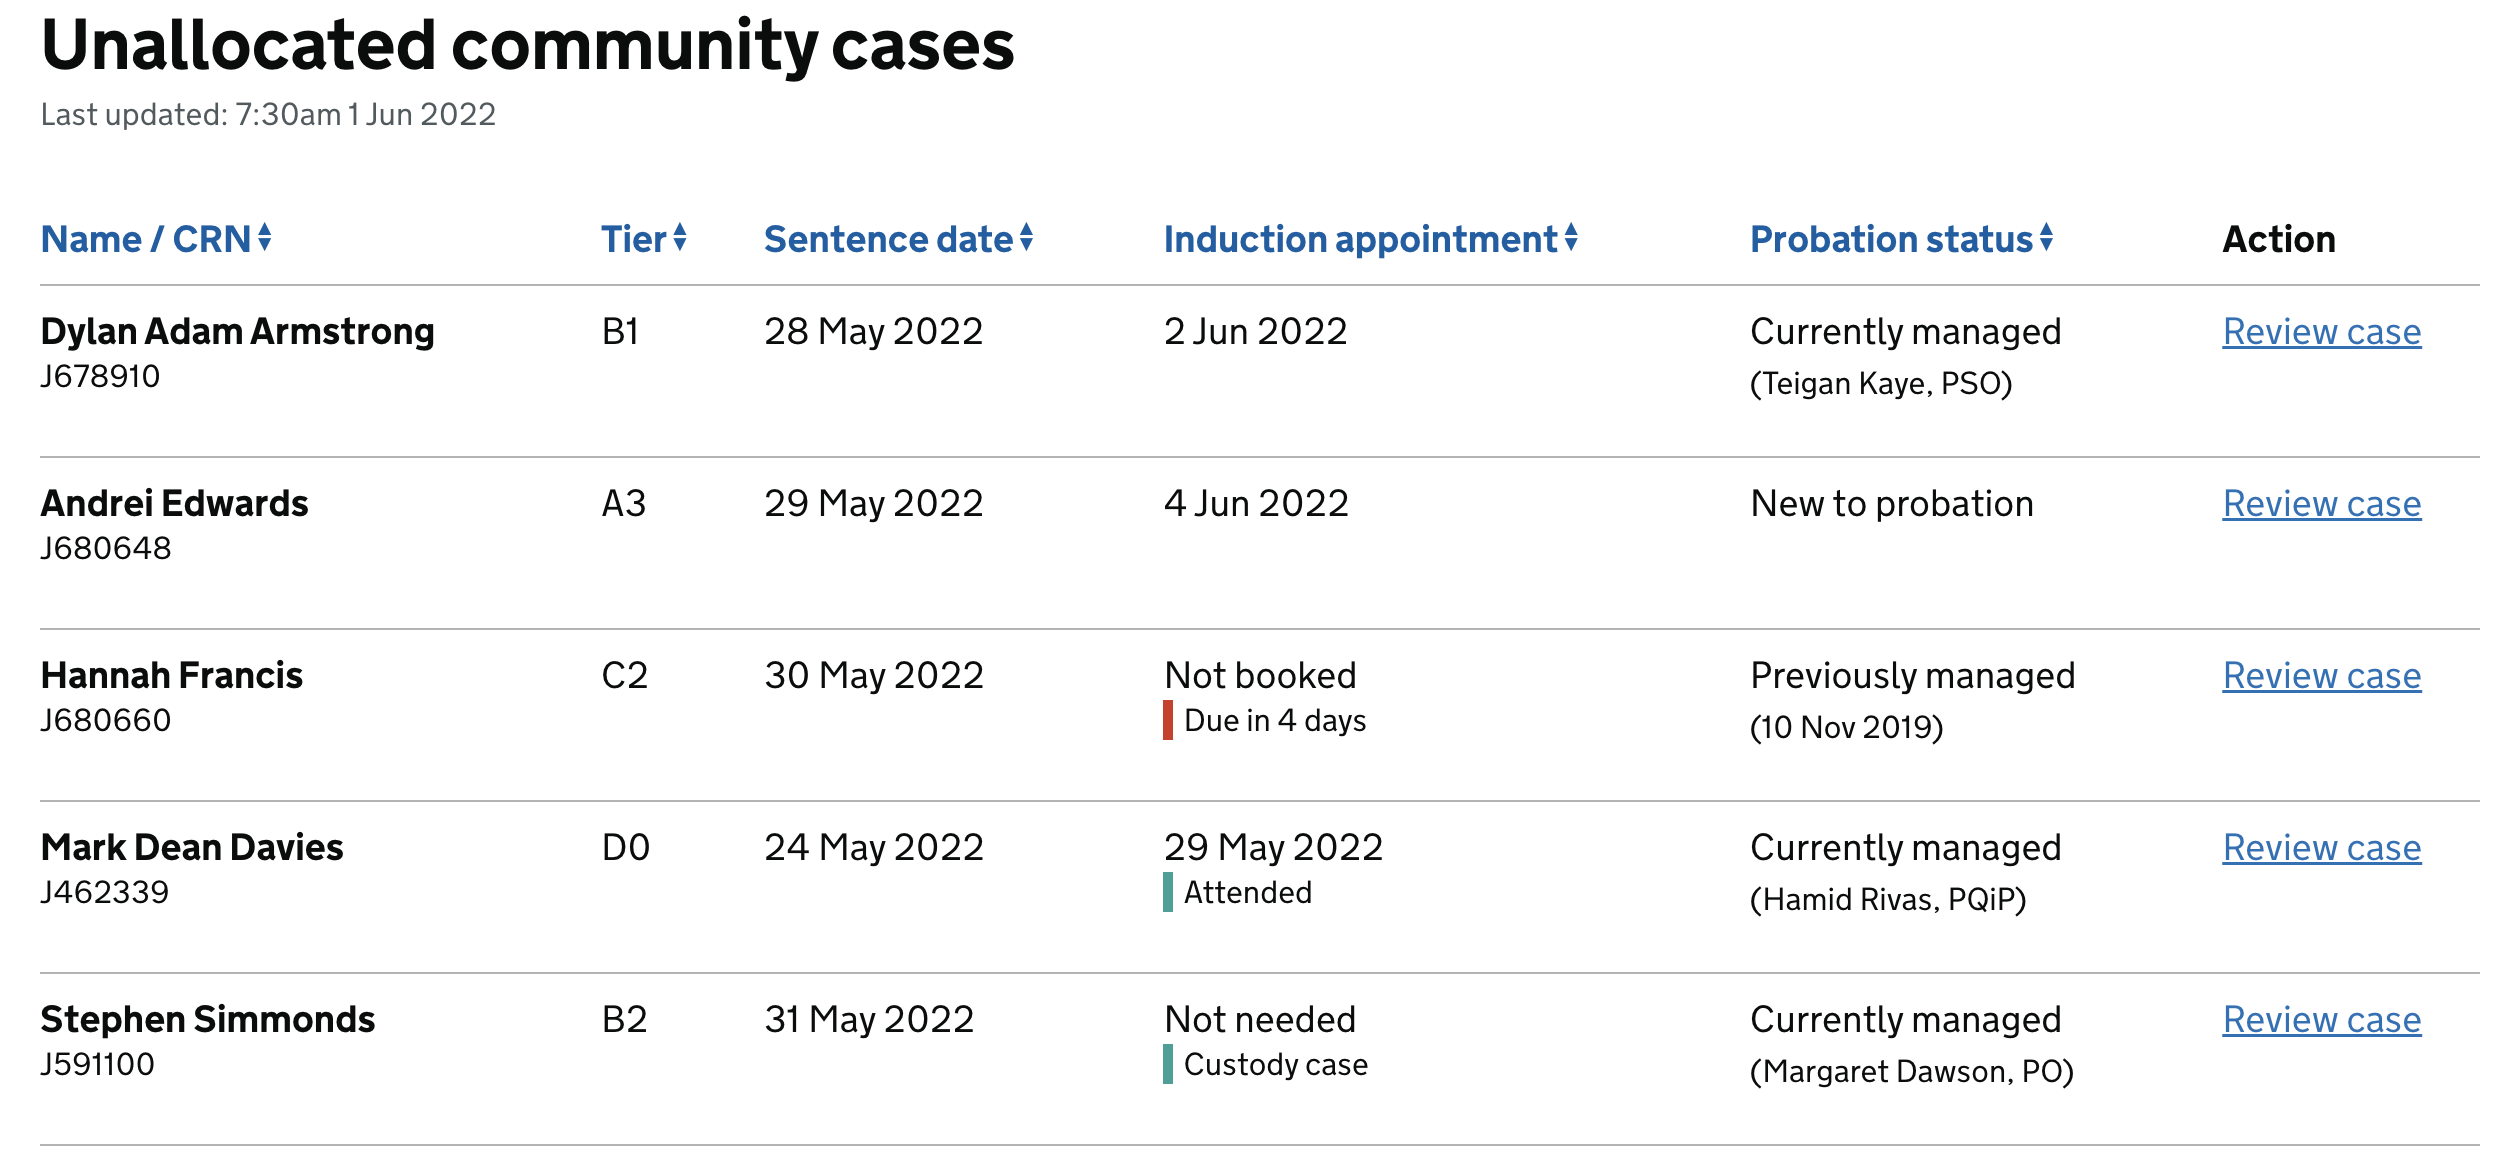 Unallocated community cases
Last updated: 7:30am 1 Jun 2022
Name / CRN Tier Sentence date Induction appointment Probation status Action
Dylan Adam Armstrong B1 28 May 2022 2 Jun 2022 Currently managed Review case
J678910 (Teigan Kaye, PSO)
Andrei Edwards A3 29 May 2022 4 Jun 2022 New to probation Review case
J680648
Hannah Francis C2 30 May 2022 Not booked Previously managed Review case
J680660 Due in 4 days (10 Nov 2019)
Mark Dean Davies D0 24 May 2022 29 May 2022 Currently managed Review case
J462339 Attended (Hamid Rivas, PQiP)
Stephen Simmonds B2 31 May 2022 Not needed Currently managed Review case
J591100 Custody case (Margaret Dawson, PO)